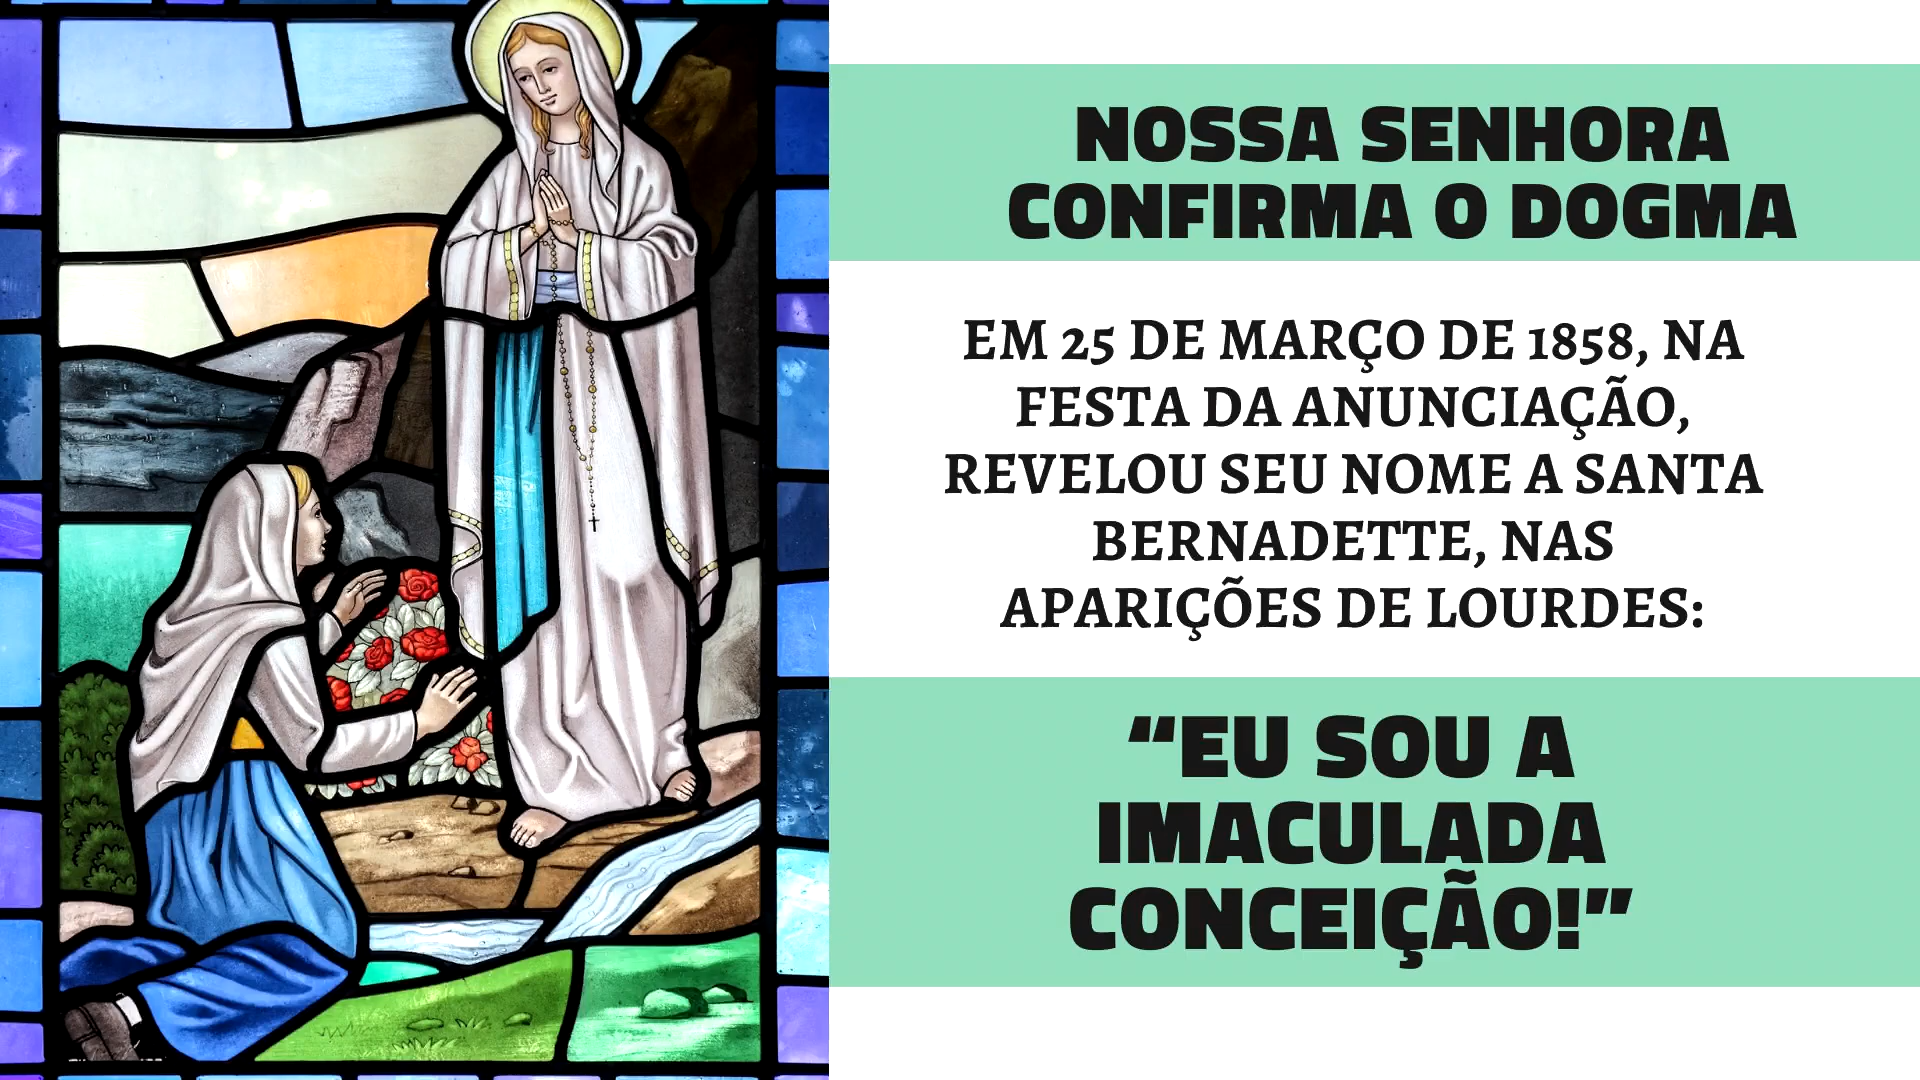 NOSSA SENHORA
CONFIRMA O DOGMA
EM 25 DE MARÇO DE 1858, NA
FESTA DA ANUNCIAÇÃO,
REVELOU SEU NOME A SANTA
BERNADETTE, NAS
APARIÇÕES DE LOURDES:
“EU SOU A
IMACULADA
CONCEIÇÃO!”